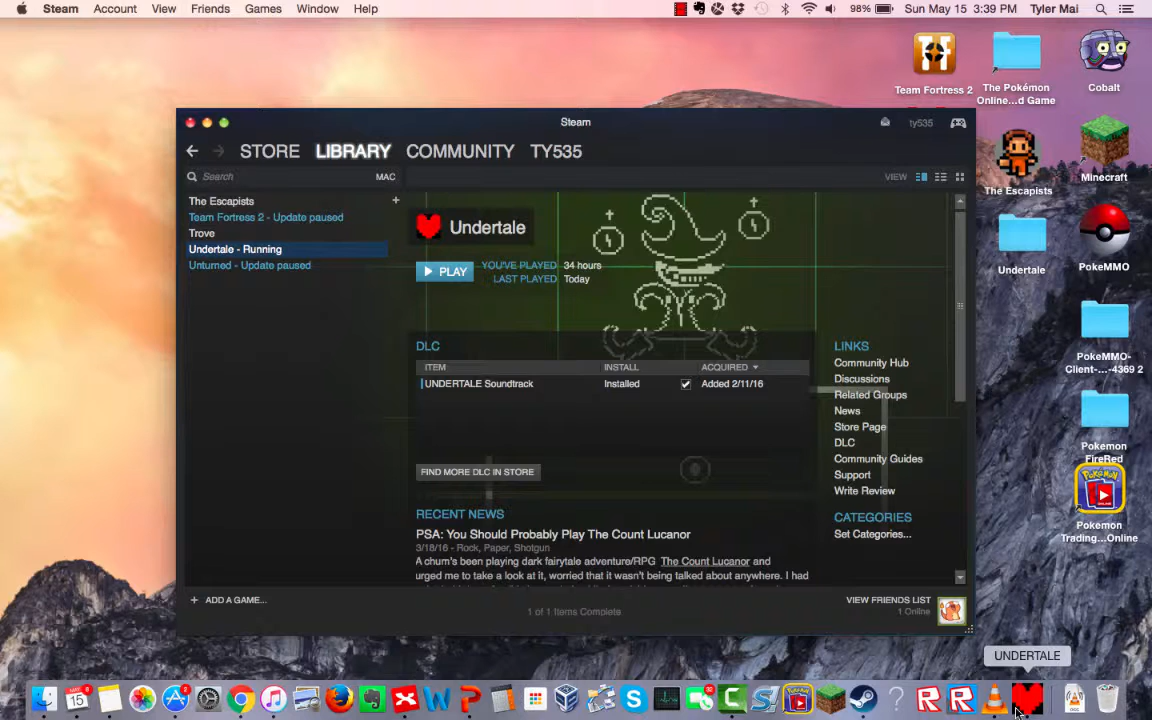 Steam Account View Friends Games Window Help
98% Sun May 15 3:39 PM Tyler Mai
Team Fortress 2
The Pokémon
Online...d Game
Cobalt
The Escapists
Minecraft
Undertale
PokeMMO
PokeMMO-
Client-...-4369 2
Pokemon
FireRed
Pokemon
Trading...Online
Steam
ty535
STORE LIBRARY COMMUNITY TY535
Search MAC
VIEW
The Escapists
Team Fortress 2 - Update paused
Trove
Undertale - Running
Unturned - Update paused
Undertale
PLAY
YOU'VE PLAYED 34 hours
LAST PLAYED Today
DLC
ITEM INSTALL ACQUIRED
UNDERTALE Soundtrack Installed Added 2/11/16
FIND MORE DLC IN STORE
LINKS
Community Hub
Discussions
Related Groups
News
Store Page
DLC
Community Guides
Support
Write Review
CATEGORIES
Set Categories...
RECENT NEWS
PSA: You Should Probably Play The Count Lucanor
3/18/16 - Rock, Paper, Shotgun
A chum's been playing dark fairytale adventure/RPG The Count Lucanor and
urged me to take a look at it, worried that it wasn't being talked about anywhere. I had
+ ADD A GAME...
1 of 1 Items Complete
VIEW FRIENDS LIST
1 Online
UNDERTALE